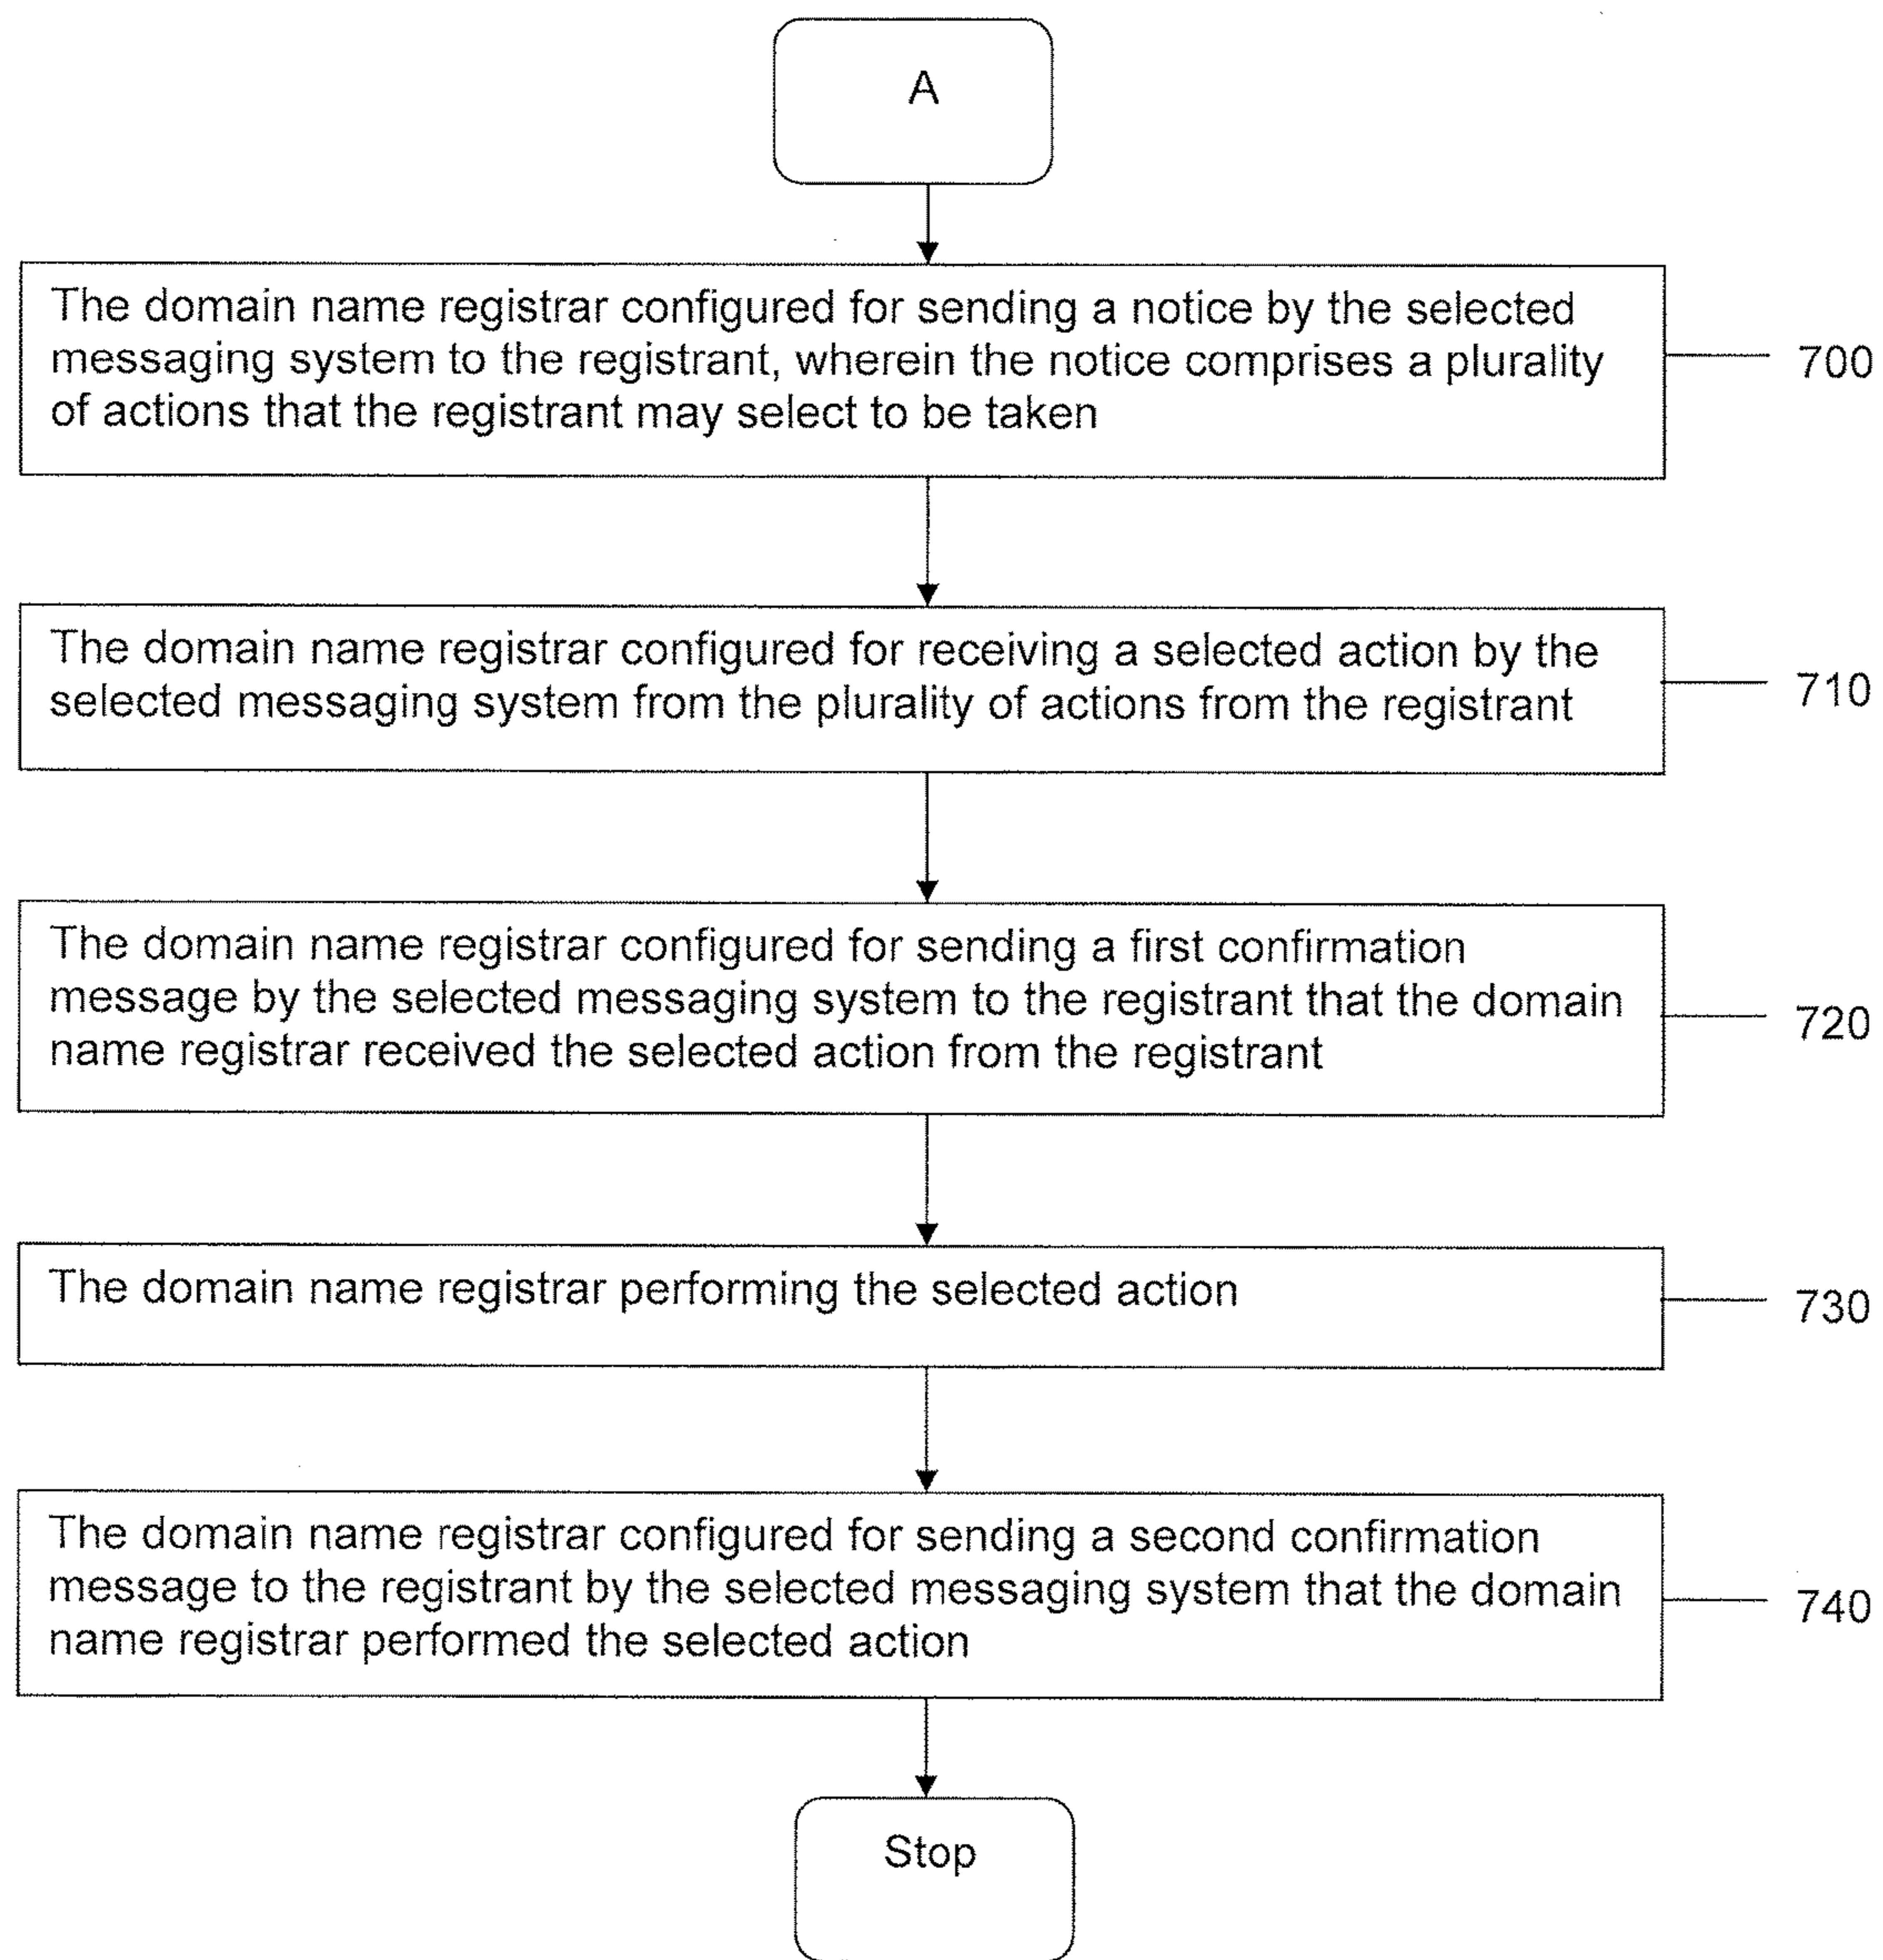 A
The domain name registrar configured for sending a notice by the selected
messaging system to the registrant, wherein the notice comprises a plurality
of actions that the registrant may select to be taken
700
The domain name registrar configured for receiving a selected action by the
selected messaging system from the plurality of actions from the registrant
710
The domain name registrar configured for sending a first confirmation
message by the selected messaging system to the registrant that the domain
name registrar received the selected action from the registrant
720
The domain name registrar performing the selected action
730
The domain name registrar configured for sending a second confirmation
message to the registrant by the selected messaging system that the domain
name registrar performed the selected action
740
Stop